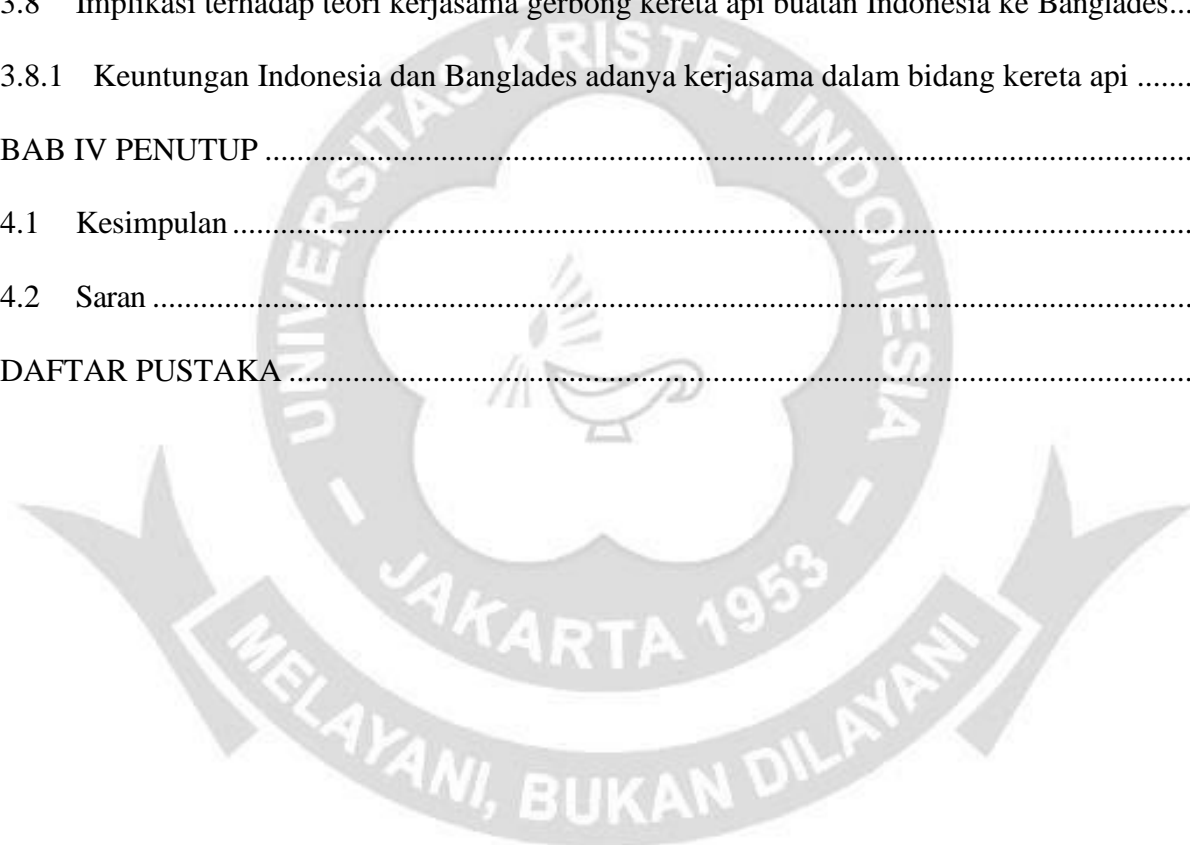 3.8 Implikasi terhadap teori kerjasama gerbong kereta api buatan Indonesia ke Banglades...
3.8.1 Keuntungan Indonesia dan Banglades adanya kerjasama dalam bidang kereta api .......
BAB IV PENUTUP ....................................................................................................
4.1 Kesimpulan ......................................................................................................
4.2 Saran ...............................................................................................................
DAFTAR PUSTAKA .................................................................................................
UNIVERSITAS KRISTEN INDONESIA
- JAKARTA 1953 -
MELAYANI, BUKAN DILAYANI